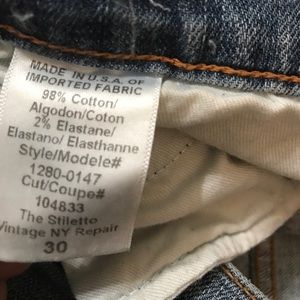 MADE IN U.S.A. OF
IMPORTED FABRIC
98% Cotton/
Algodon/Coton
2% Elastane/
Elastano/Elasthanne
Style/Modele#
1280-0147
Cut/Coupe#
104833
The Stiletto
Vintage NY Repair
30